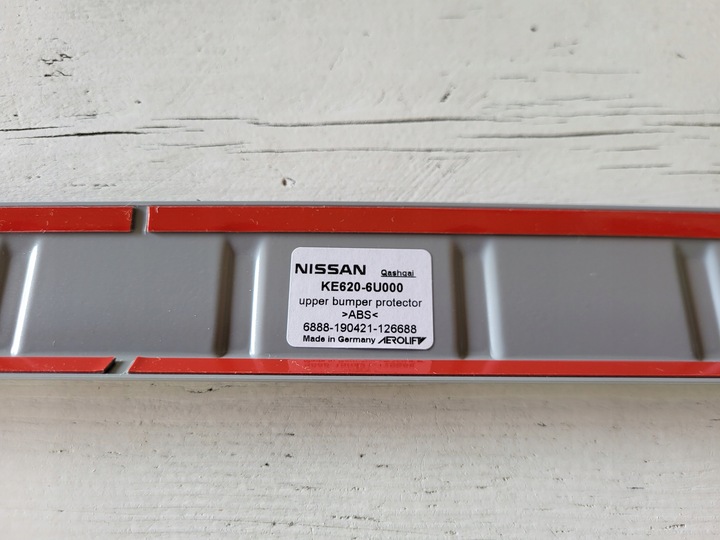 NISSAN Qashqai
KE620-6U000
upper bumper protector
>ABS<
6888-190421-126688
Made in Germany AEROLIFT